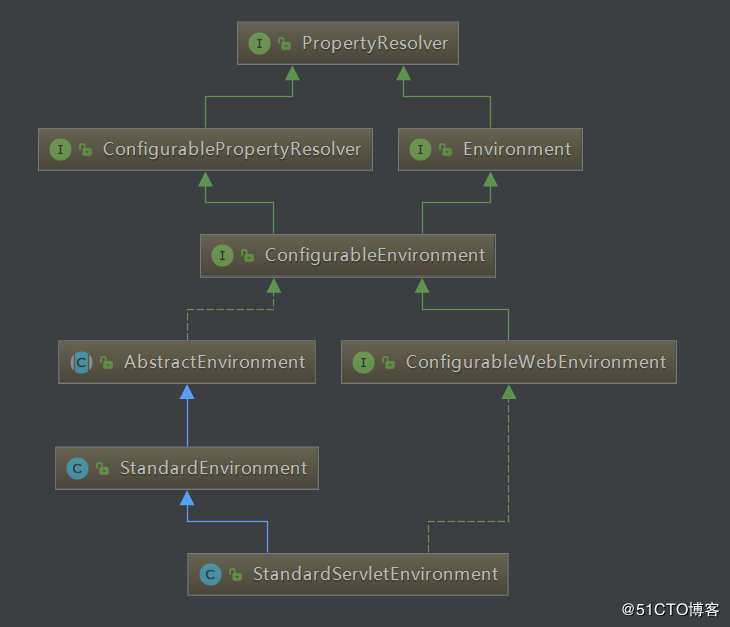 I PropertyResolver
I ConfigurablePropertyResolver
I Environment
I ConfigurableEnvironment
C AbstractEnvironment
I ConfigurableWebEnvironment
C StandardEnvironment
C StandardServletEnvironment
@51CTO博客